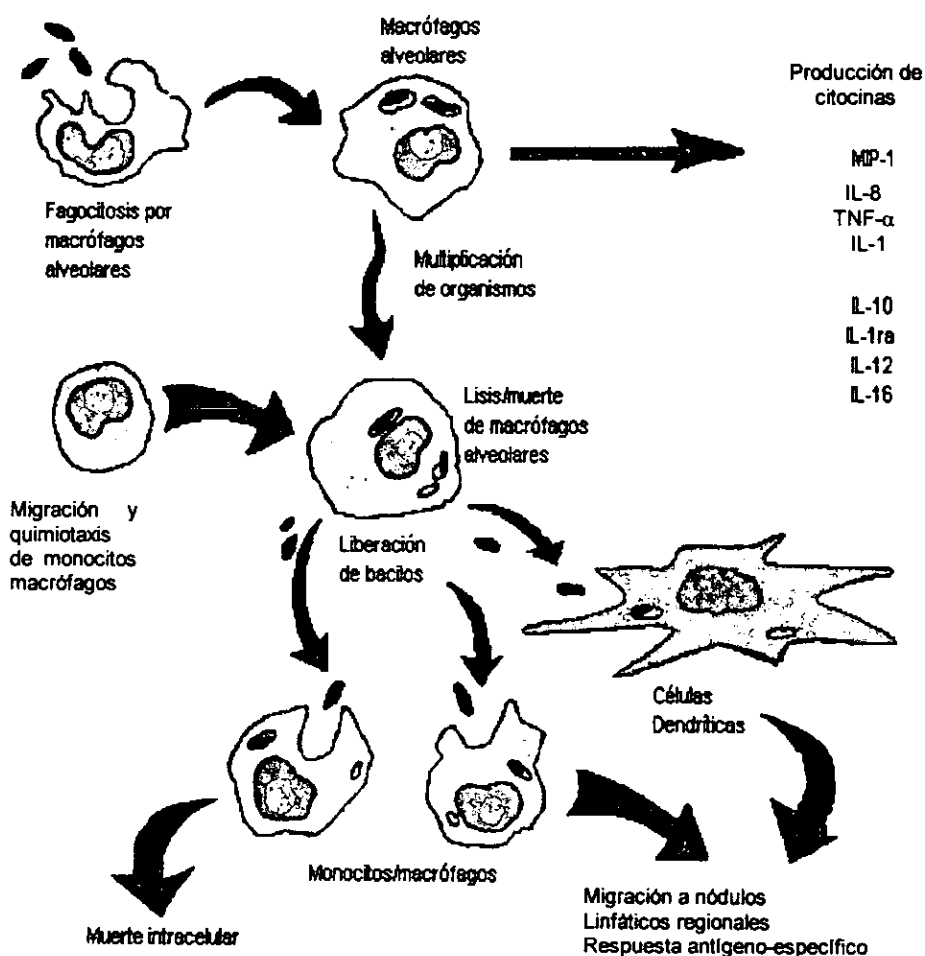 Macrófagos
alveolares
Producción de
citocinas
MIP-1
IL-8
TNF-α
IL-1
IL-10
IL-1ra
IL-12
IL-16
Fagocitosis por
macrófagos
alveolares
Multiplicación
de organismos
Lisis/muerte
de macrófagos
alveolares
Migración y
quimiotaxis
de monocitos
macrófagos
Liberación
de bacilos
Células
Dendríticas
Monocitos/macrófagos
Muerte intracelular
Migración a nódulos
Linfáticos regionales
Respuesta antígeno-específico